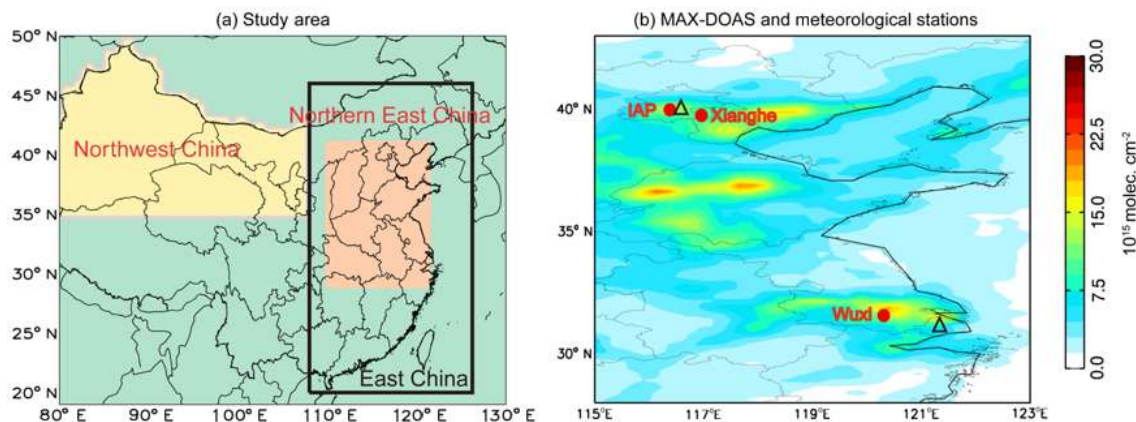 (a) Study area
(b) MAX-DOAS and meteorological stations
50° N
45° N
40° N
35° N
30° N
25° N
20° N
80° E
90° E
100° E
110° E
120° E
130° E
Northwest China
Northern East China
East China
40° N
35° N
30° N
115° E
117° E
119° E
121° E
123° E
IAP
Xianghe
Wuxi
30.0
22.5
15.0
7.5
0.0
10¹⁵ molec. cm⁻²